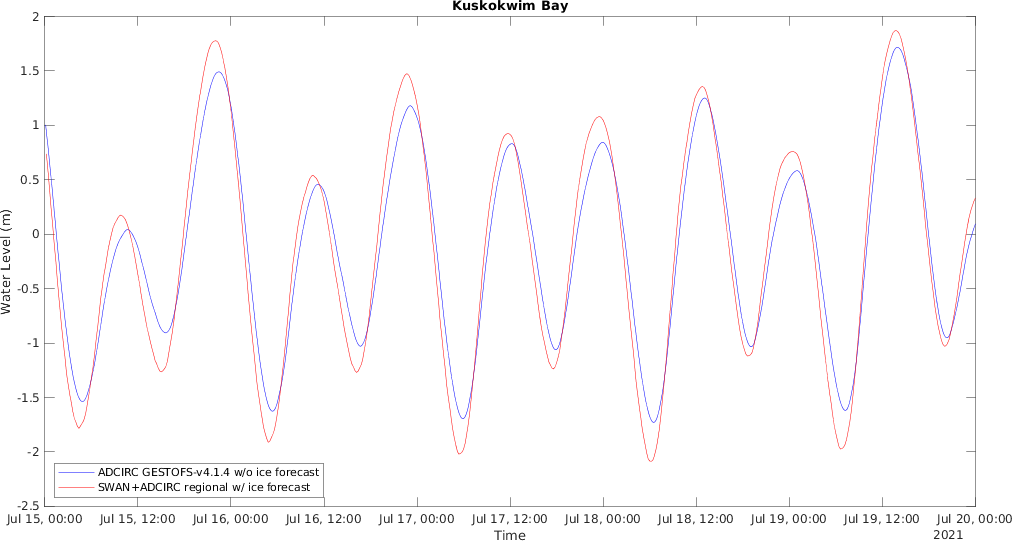 Kuskokwim Bay
2
1.5
1
0.5
0
-0.5
-1
-1.5
-2
-2.5
Water Level (m)
ADCIRC GESTOFS-v4.1.4 w/o ice forecast
SWAN+ADCIRC regional w/ ice forecast
Jul 15, 00:00 Jul 15, 12:00 Jul 16, 00:00 Jul 16, 12:00 Jul 17, 00:00 Jul 17, 12:00 Jul 18, 00:00 Jul 18, 12:00 Jul 19, 00:00 Jul 19, 12:00 Jul 20, 00:00
Time
2021